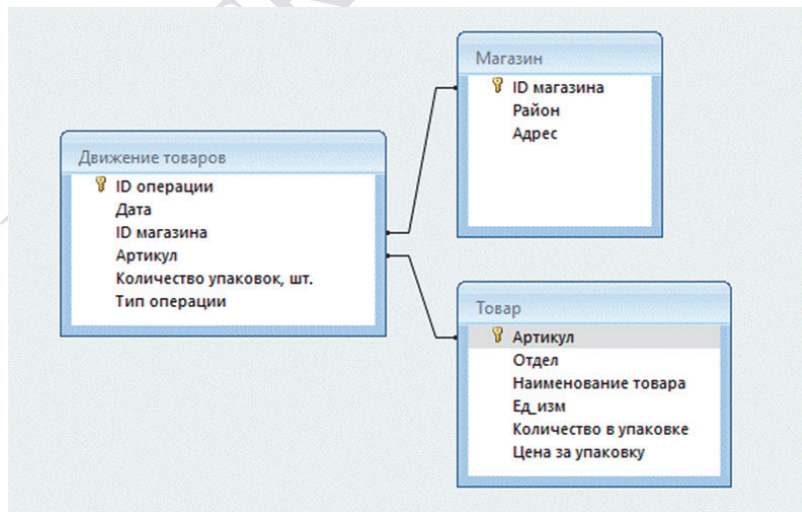 Движение товаров
ID операции
Дата
ID магазина
Артикул
Количество упаковок, шт.
Тип операции
Магазин
ID магазина
Район
Адрес
Товар
Артикул
Отдел
Наименование товара
Ед_изм
Количество в упаковке
Цена за упаковку